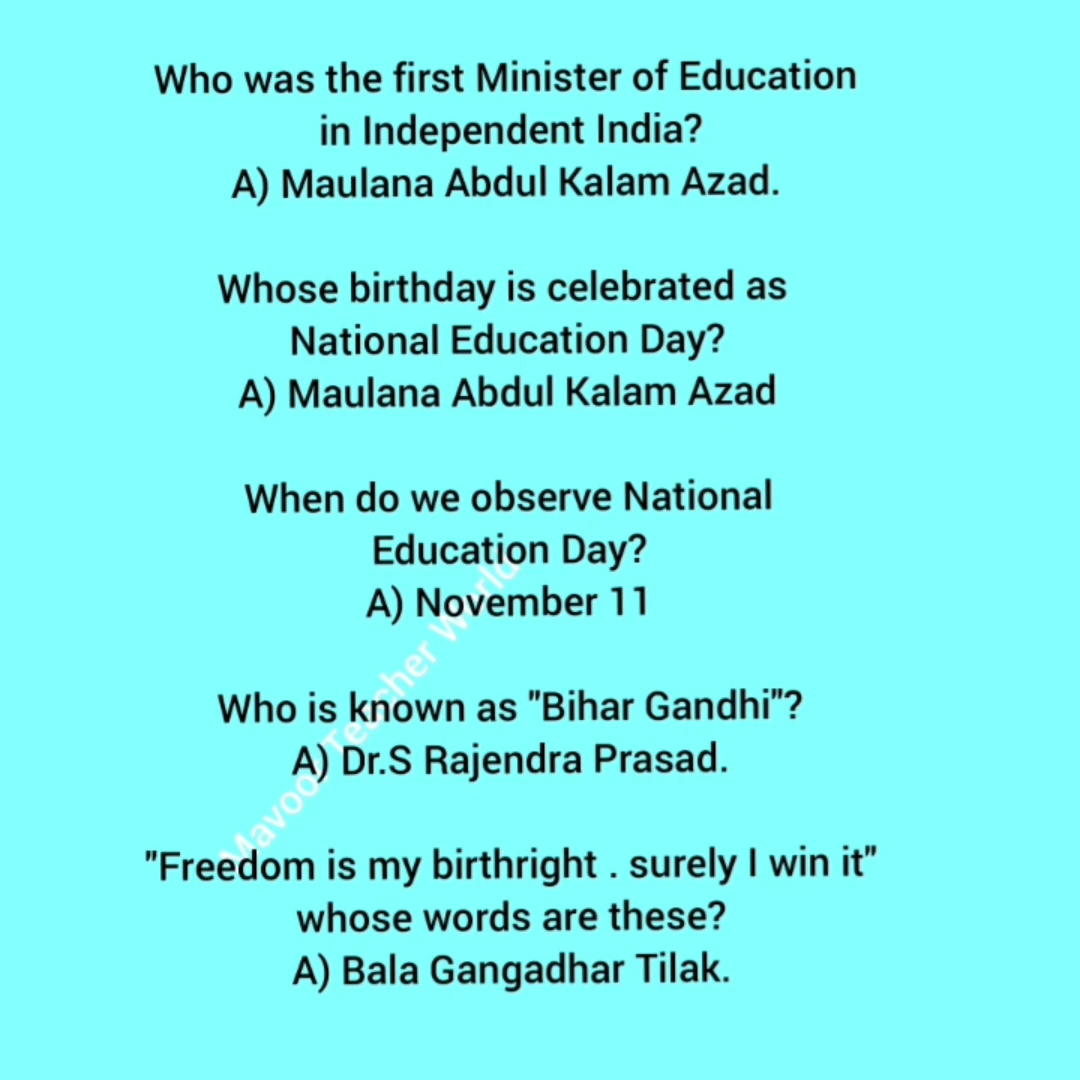 Who was the first Minister of Education
in Independent India?
A) Maulana Abdul Kalam Azad.
Whose birthday is celebrated as
National Education Day?
A) Maulana Abdul Kalam Azad
When do we observe National
Education Day?
A) November 11
Who is known as "Bihar Gandhi"?
A) Dr.S Rajendra Prasad.
"Freedom is my birthright . surely I win it"
whose words are these?
A) Bala Gangadhar Tilak.
Mavoor Teacher World